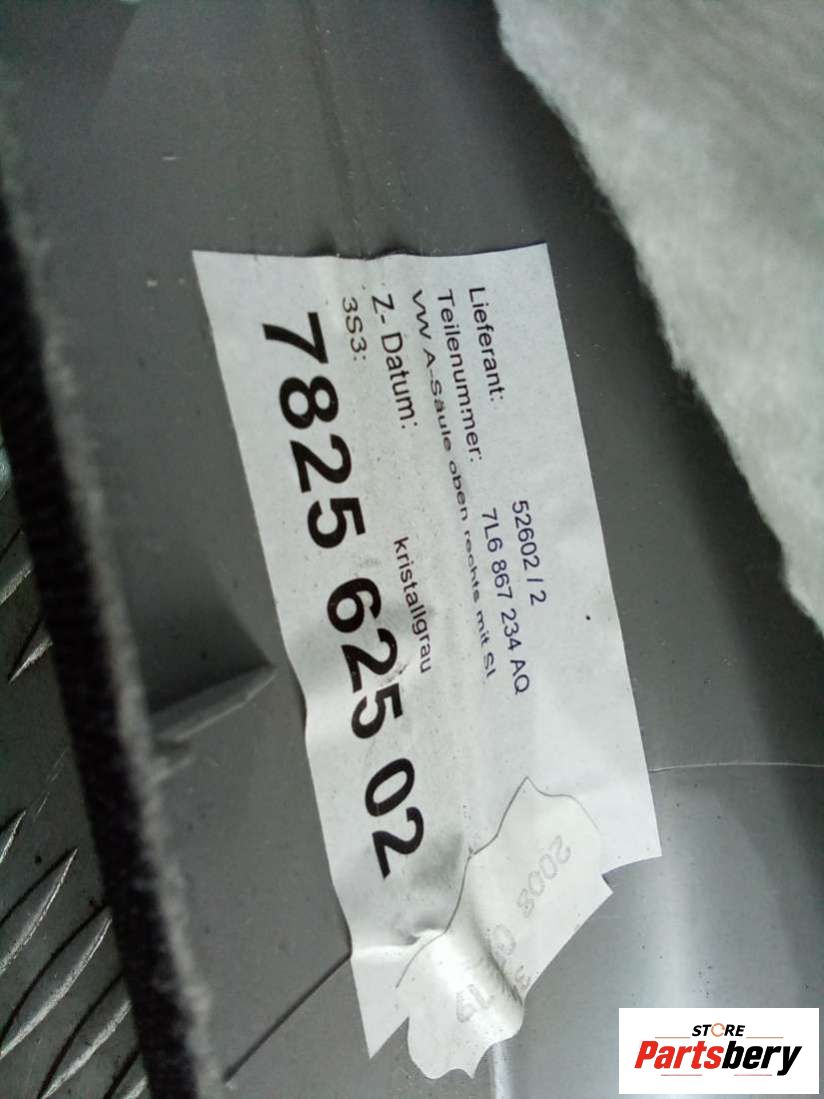 Lieferant: 52602 / 2
Teilenummer: 7L6 867 234 AQ
VW A-Säule oben rechts mit SI
Z- Datum:
3S3: kristallgrau
7825 625 02
2008
STORE
Partsbery